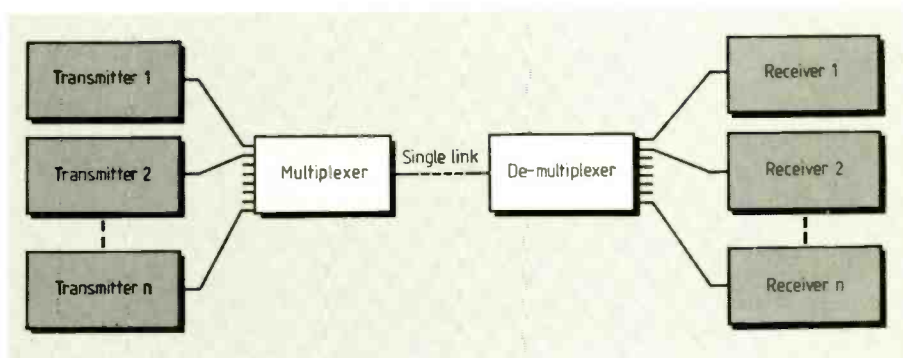 Transmitter 1
Transmitter 2
Transmitter n
Multiplexer
Single link
De-multiplexer
Receiver 1
Receiver 2
Receiver n